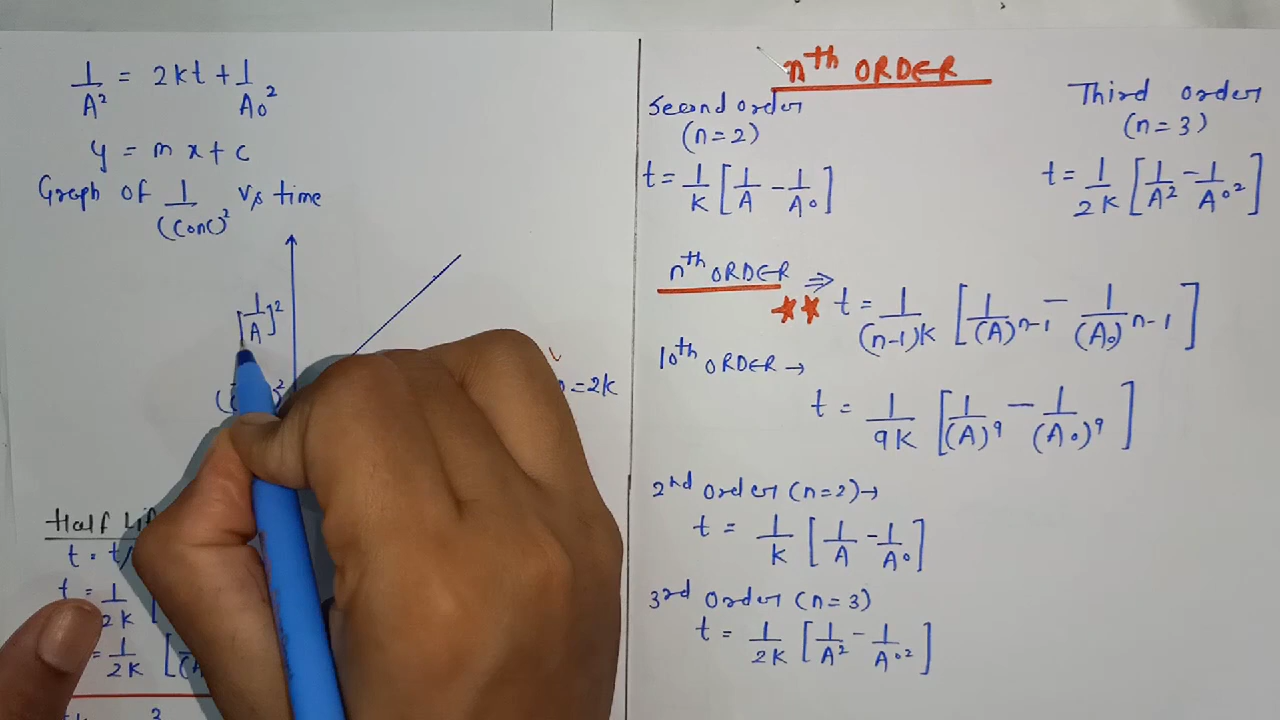 1/A² = 2kt + 1/A₀²
y = mx + c
Graph of 1/(Conc)² v/s time
[1/A]²
= 2k
Half Li
t =
t = 1/2k [
= 1/2k [
nth ORDER
Second order
(n=2)
t = 1/k [1/A - 1/A₀]
Third order
(n=3)
t = 1/2k [1/A² - 1/A₀²]
nth ORDER ⇒ t = 1/(n-1)k [1/(A)ⁿ⁻¹ - 1/(A₀)ⁿ⁻¹]
10th ORDER →
t = 1/9k [1/(A)⁹ - 1/(A₀)⁹]
2nd order (n=2) →
t = 1/k [1/A - 1/A₀]
3rd order (n=3)
t = 1/2k [1/A² - 1/A₀²]